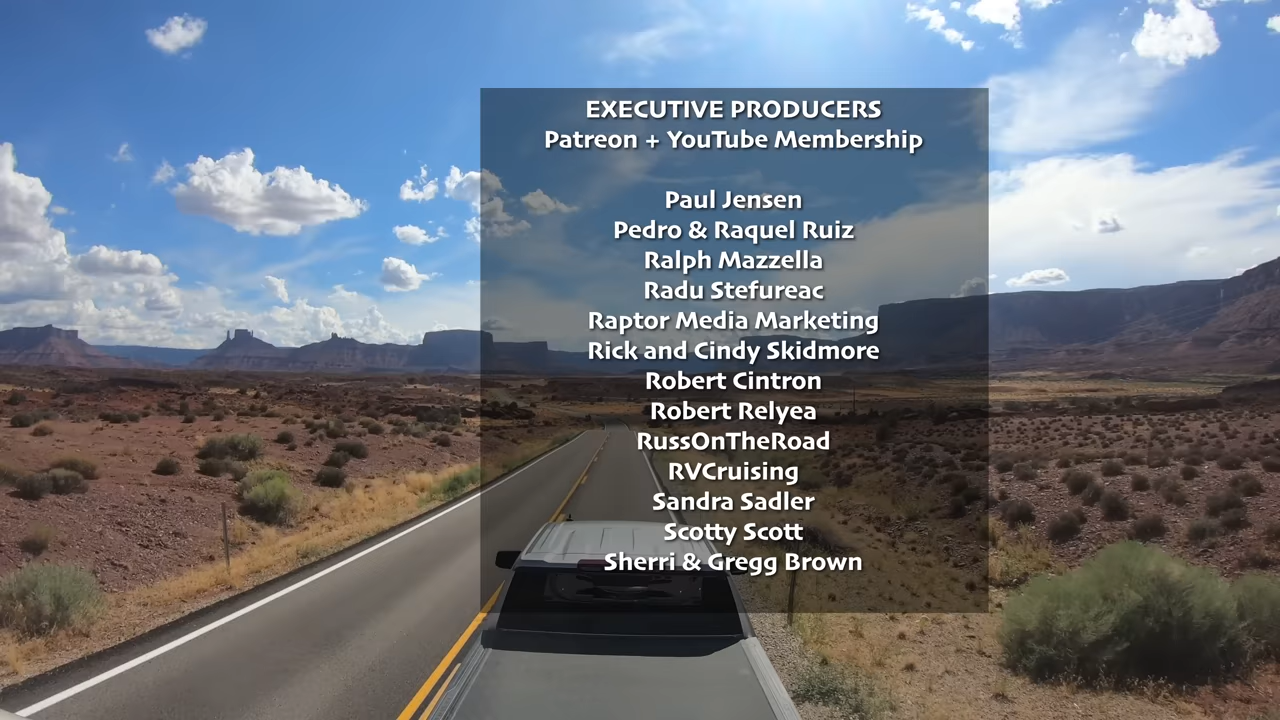 EXECUTIVE PRODUCERS
Patreon + YouTube Membership
Paul Jensen
Pedro & Raquel Ruiz
Ralph Mazzella
Radu Stefureac
Raptor Media Marketing
Rick and Cindy Skidmore
Robert Cintron
Robert Relyea
RussOnTheRoad
RVCruising
Sandra Sadler
Scotty Scott
Sherri & Gregg Brown